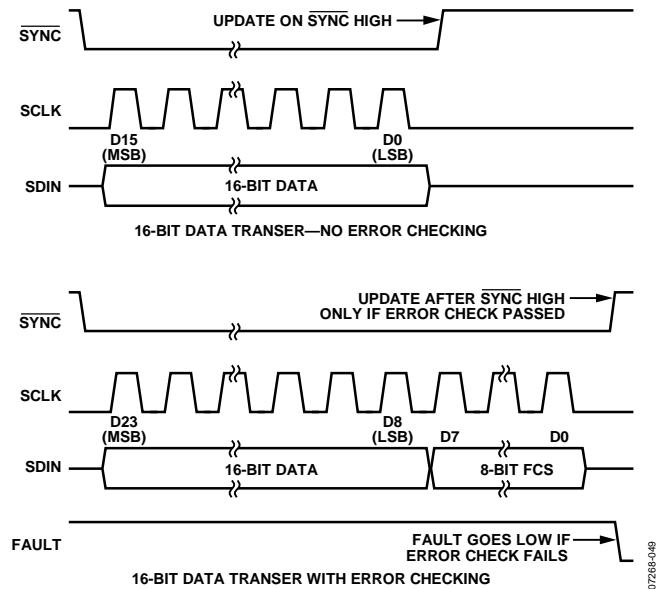 UPDATE ON SYNC HIGH
SYNC
SCLK
D15
(MSB)
D0
(LSB)
SDIN
16-BIT DATA
16-BIT DATA TRANSER—NO ERROR CHECKING
UPDATE AFTER SYNC HIGH
ONLY IF ERROR CHECK PASSED
SYNC
SCLK
D23
(MSB)
D8
(LSB)
D7
D0
SDIN
16-BIT DATA
8-BIT FCS
FAULT
FAULT GOES LOW IF
ERROR CHECK FAILS
16-BIT DATA TRANSER WITH ERROR CHECKING
07268-049